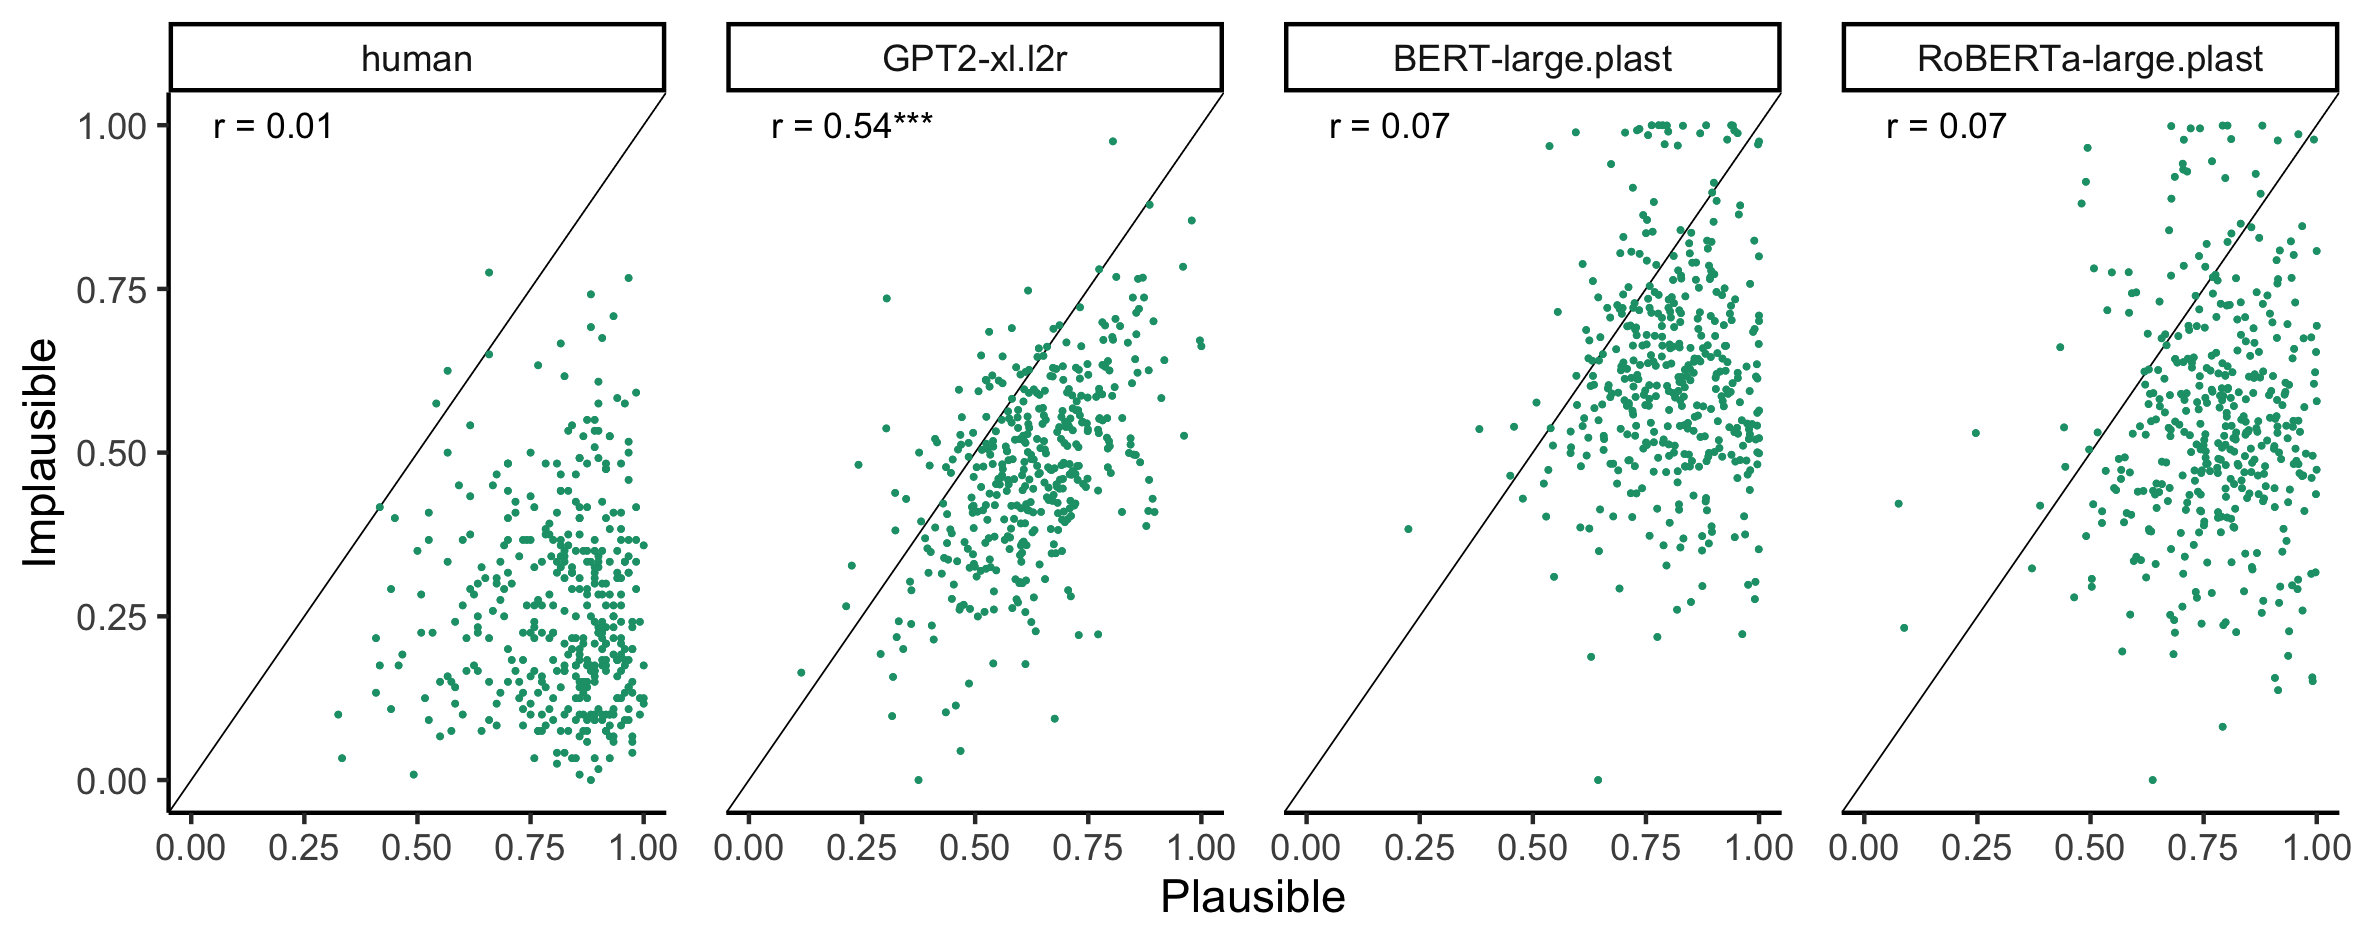 human
GPT2-xl.l2r
BERT-large.plast
RoBERTa-large.plast
r = 0.01
r = 0.54***
r = 0.07
r = 0.07
Implausible
1.00
0.75
0.50
0.25
0.00
0.00 0.25 0.50 0.75 1.00
0.00 0.25 0.50 0.75 1.00
0.00 0.25 0.50 0.75 1.00
0.00 0.25 0.50 0.75 1.00
Plausible